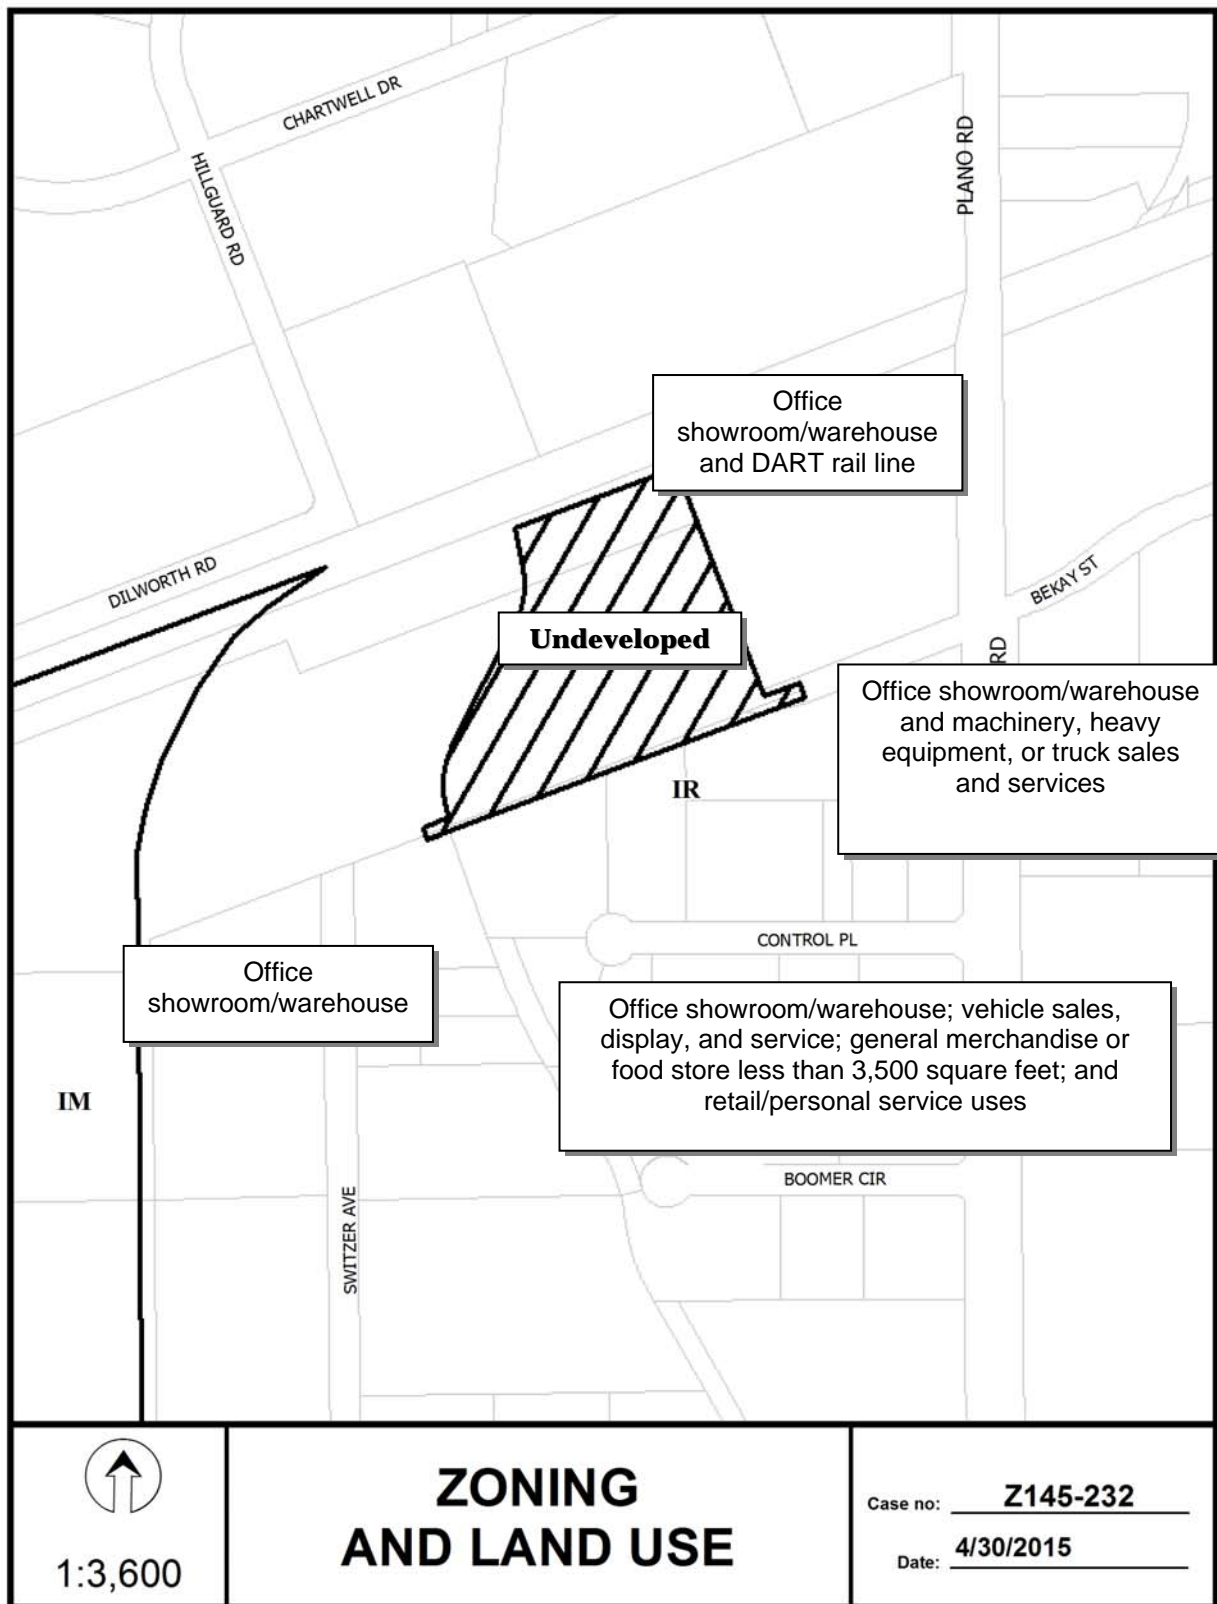 CHARTWELL DR
HILLGUARD RD
PLANO RD
Office
showroom/warehouse
and DART rail line
DILWORTH RD
BEKAY ST
Undeveloped
RD
Office showroom/warehouse
and machinery, heavy
equipment, or truck sales
and services
IR
CONTROL PL
Office
showroom/warehouse
Office showroom/warehouse; vehicle sales,
display, and service; general merchandise or
food store less than 3,500 square feet; and
retail/personal service uses
IM
BOOMER CIR
SWITZER AVE
1:3,600
ZONING
AND LAND USE
Case no: Z145-232
Date: 4/30/2015